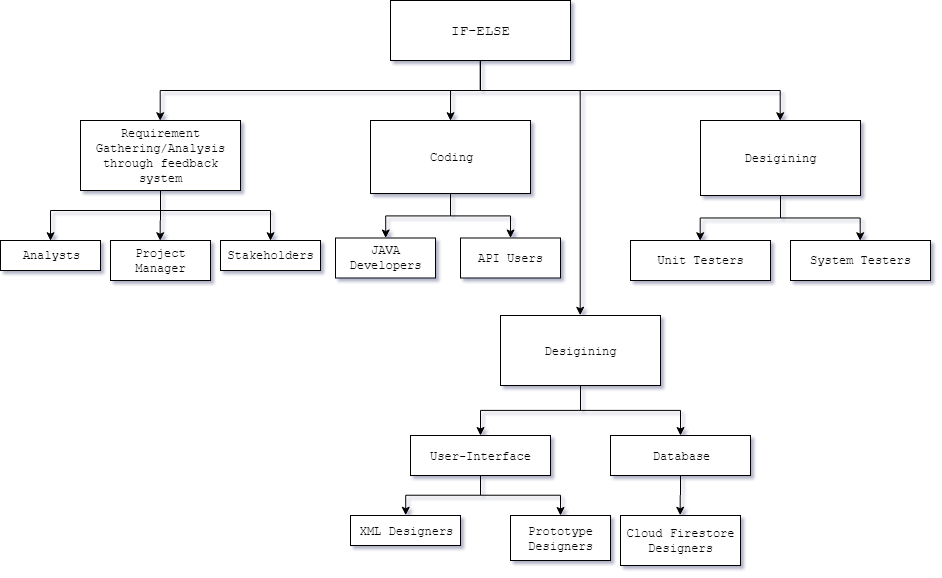 IF-ELSE
Requirement
Gathering/Analysis
through feedback
system
Coding
Desigining
Analysts
Project
Manager
Stakeholders
JAVA
Developers
API Users
Unit Testers
System Testers
Desigining
User-Interface
Database
XML Designers
Prototype
Designers
Cloud Firestore
Designers